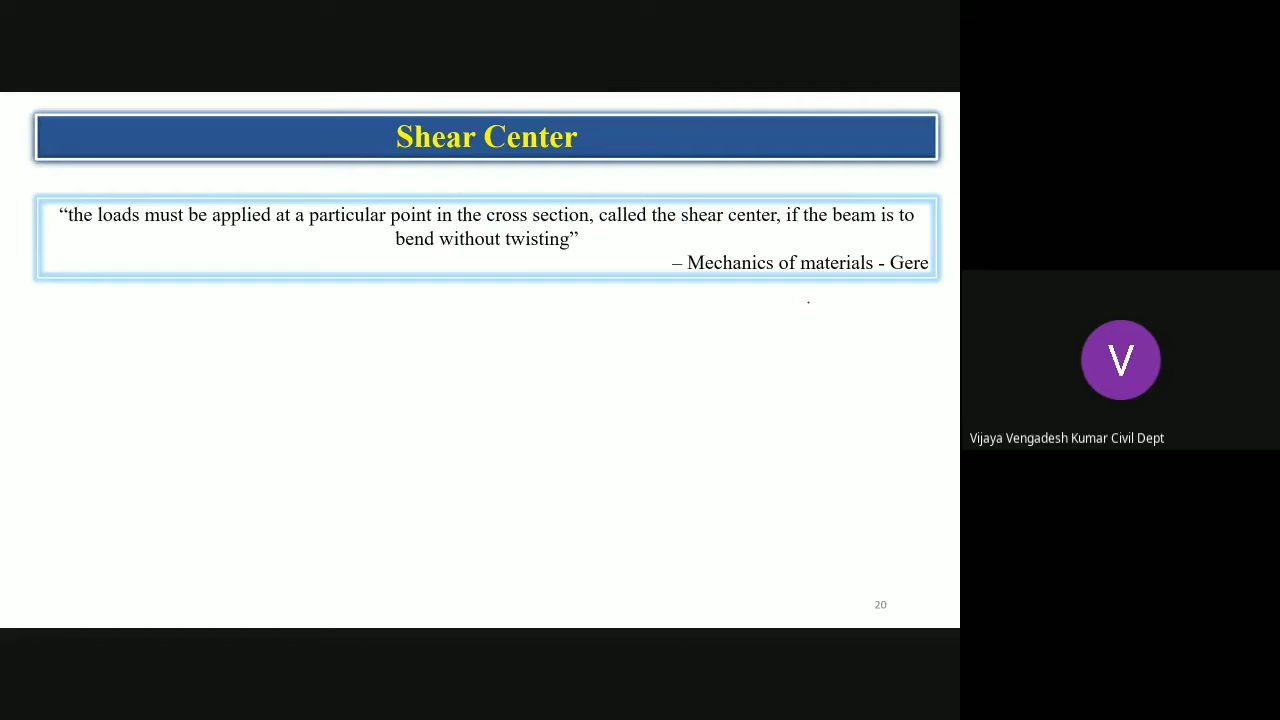 Shear Center
“the loads must be applied at a particular point in the cross section, called the shear center, if the beam is to
bend without twisting”
– Mechanics of materials - Gere
20
V
Vijaya Vengadesh Kumar Civil Dept